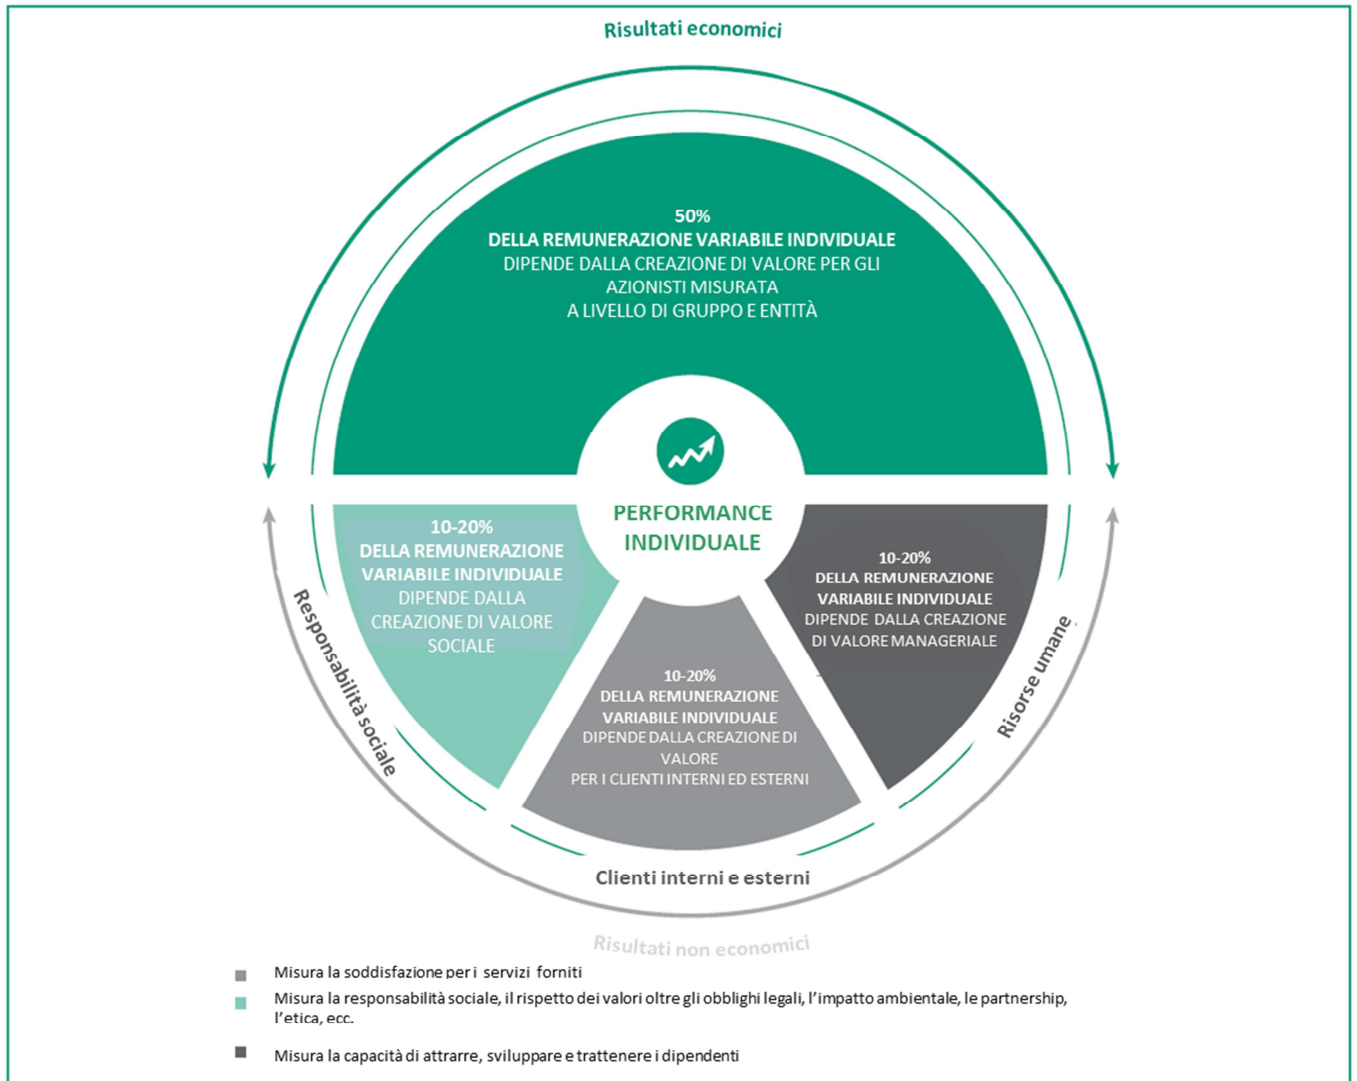 Risultati economici
50%
DELLA REMUNERAZIONE VARIABILE INDIVIDUALE
DIPENDE DALLA CREAZIONE DI VALORE PER GLI
AZIONISTI MISURATA
A LIVELLO DI GRUPPO E ENTITÀ
PERFORMANCE
INDIVIDUALE
10-20%
DELLA REMUNERAZIONE
VARIABILE INDIVIDUALE
DIPENDE DALLA
CREAZIONE DI VALORE
SOCIALE
10-20%
DELLA REMUNERAZIONE
VARIABILE INDIVIDUALE
DIPENDE DALLA CREAZIONE DI
VALORE
PER I CLIENTI INTERNI ED ESTERNI
10-20%
DELLA REMUNERAZIONE
VARIABILE INDIVIDUALE
DIPENDE DALLA CREAZIONE
DI VALORE MANAGERIALE
Responsabilità sociale
Clienti interni e esterni
Risorse umane
Risultati non economici
Misura la soddisfazione per i servizi forniti
Misura la responsabilità sociale, il rispetto dei valori oltre gli obblighi legali, l'impatto ambientale, le partnership,
l'etica, ecc.
Misura la capacità di attrarre, sviluppare e trattenere i dipendenti